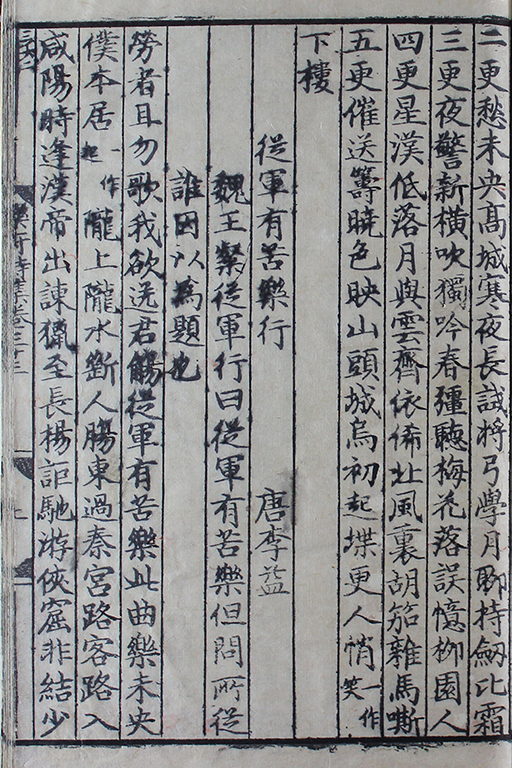 二更愁未央高城寒夜長試將弓學月聊持劒比霜
三更夜警新橫吹獨吟春彊聽梅花落誤憶栁園人
四更星漢低落月與雲齊依俙北風裏胡笳雜馬嘶
五更催送籌曉色映山頭城烏初起堞更人悄一作笑
下樓
從軍有苦樂行 唐李益
魏王粲從軍行曰從軍有苦樂但問所從
誰因以為題也
勞者且勿歌我欲送君觴從軍有苦樂此曲樂未央
僕本居一作起隴上隴水斷人腸東過秦宮路宮路入
咸陽時逢漢帝出諫獵至長楊詎馳游俠窟非結少
樂府詩集卷三十三